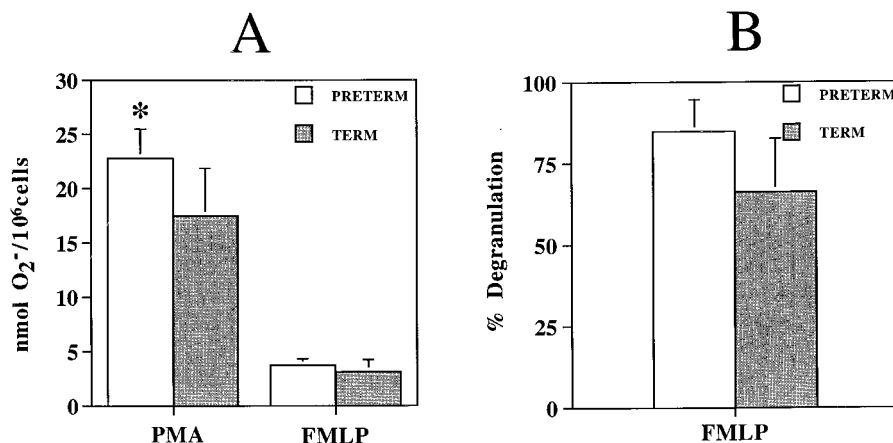 A
nmol O₂⁻/10⁶cells
30
25
20
15
10
5
0
*
PRETERM
TERM
PMA FMLP
B
% Degranulation
100
75
50
25
0
PRETERM
TERM
FMLP